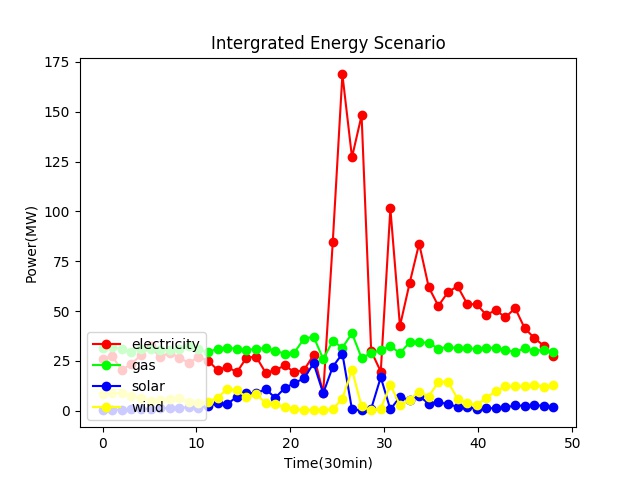 Intergrated Energy Scenario
175
150
125
100
75
50
25
0
Power(MW)
electricity
gas
solar
wind
0 10 20 30 40 50
Time(30min)